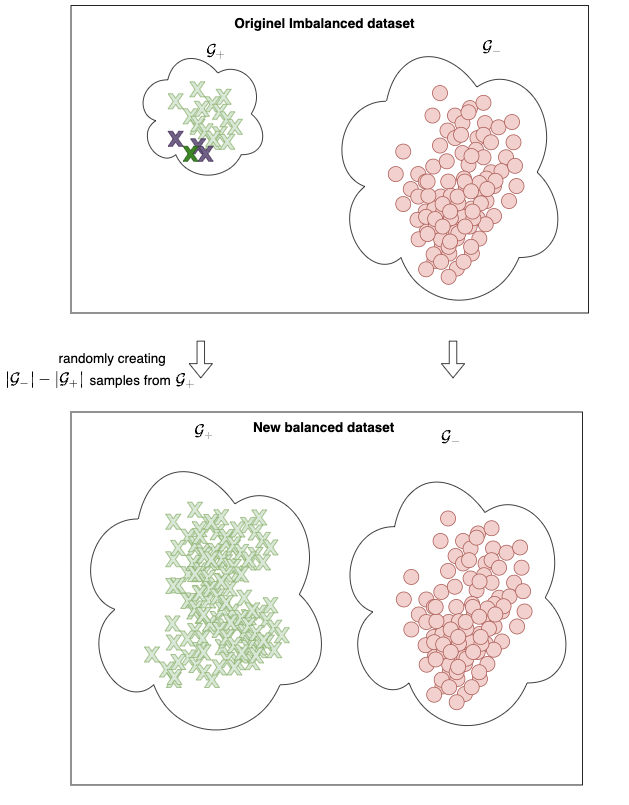 Originel Imbalanced dataset
𝒢₊
𝒢₋
randomly creating
|𝒢₋| − |𝒢₊| samples from 𝒢₊
New balanced dataset
𝒢₊
𝒢₋